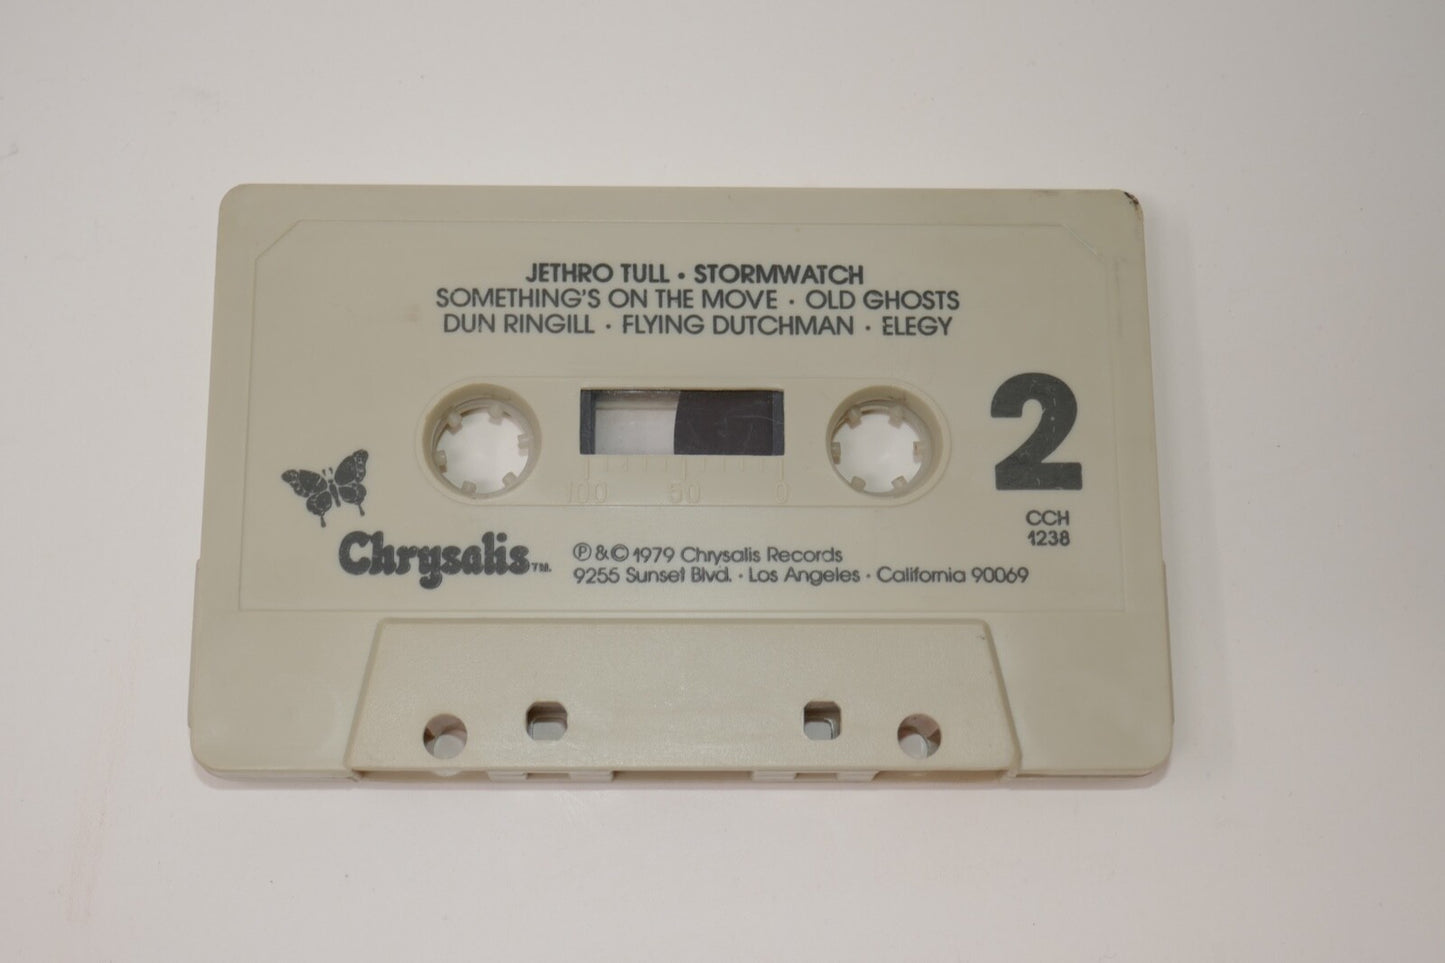 JETHRO TULL • STORMWATCH
SOMETHING'S ON THE MOVE • OLD GHOSTS
DUN RINGILL • FLYING DUTCHMAN • ELEGY
100 50 0
2
CCH
1238
Chrysalis™
℗ & © 1979 Chrysalis Records
9255 Sunset Blvd. • Los Angeles • California 90069